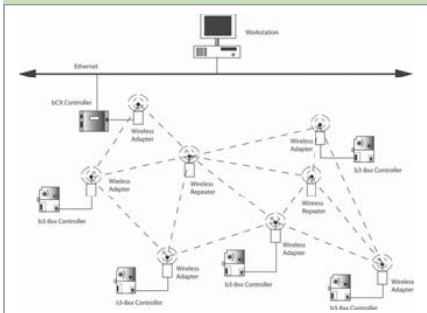 Workstation
Ethernet
bCX Controller
Wireless
Adapter
Wireless
Adapter
b3-8xx Controller
Wireless
Adapter
Wireless
Repeater
Wireless
Repeater
b3-8xx Controller
Wireless
Adapter
b3-8xx Controller
Wireless
Adapter
b3-8xx Controller
Wireless
Adapter
b3-8xx Controller